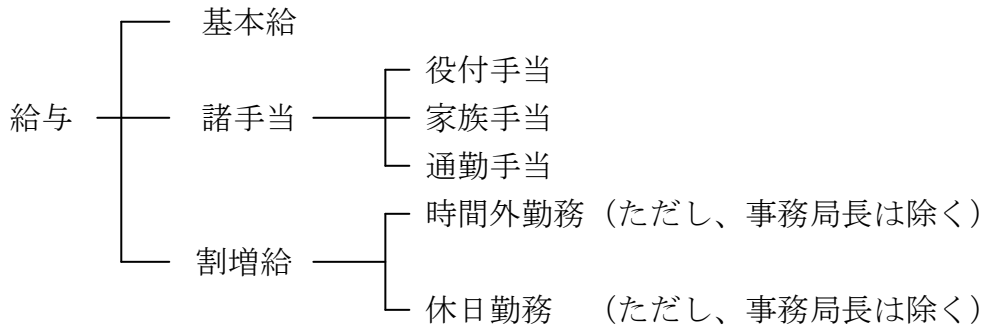 基本給
役付手当
給与 諸手当 家族手当
通勤手当
時間外勤務（ただし、事務局長は除く）
割増給
休日勤務　（ただし、事務局長は除く）